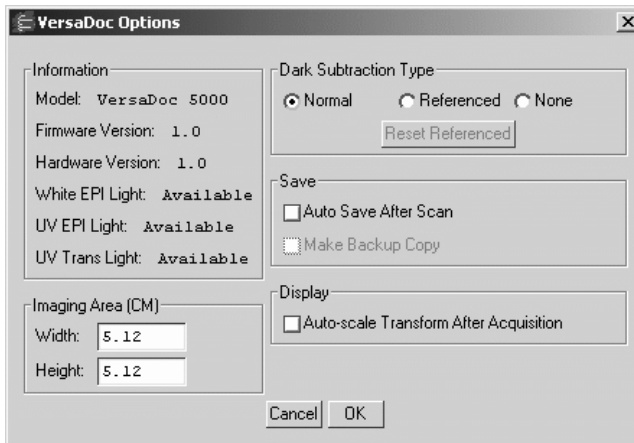 VersaDoc Options
Information
Model: VersaDoc 5000
Firmware Version: 1.0
Hardware Version: 1.0
White EPI Light: Available
UV EPI Light: Available
UV Trans Light: Available
Imaging Area (CM)
Width: 5.12
Height: 5.12
Dark Subtraction Type
Normal Referenced None
Reset Referenced
Save
Auto Save After Scan
Make Backup Copy
Display
Auto-scale Transform After Acquisition
Cancel OK